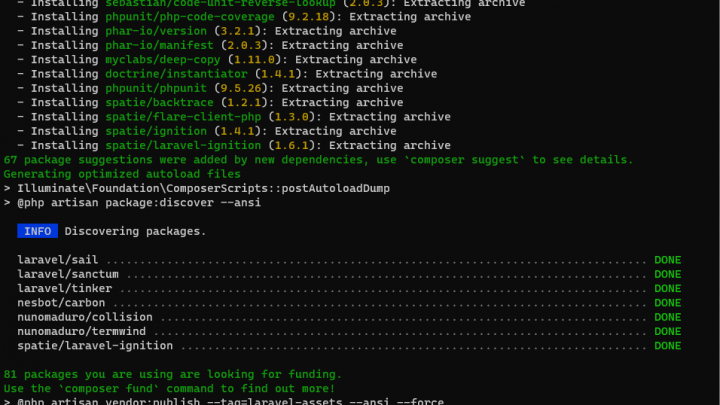 - Installing sebastian/code-unit-reverse-lookup (2.0.3): Extracting archive
- Installing phpunit/php-code-coverage (9.2.18): Extracting archive
- Installing phar-io/version (3.2.1): Extracting archive
- Installing phar-io/manifest (2.0.3): Extracting archive
- Installing myclabs/deep-copy (1.11.0): Extracting archive
- Installing doctrine/instantiator (1.4.1): Extracting archive
- Installing phpunit/phpunit (9.5.26): Extracting archive
- Installing spatie/backtrace (1.2.1): Extracting archive
- Installing spatie/flare-client-php (1.3.0): Extracting archive
- Installing spatie/ignition (1.4.1): Extracting archive
- Installing spatie/laravel-ignition (1.6.1): Extracting archive
67 package suggestions were added by new dependencies, use `composer suggest` to see details.
Generating optimized autoload files
> Illuminate\Foundation\ComposerScripts::postAutoloadDump
> @php artisan package:discover --ansi
INFO Discovering packages.
laravel/sail ................................................................................ DONE
laravel/sanctum ............................................................................. DONE
laravel/tinker .............................................................................. DONE
nesbot/carbon ............................................................................... DONE
nunomaduro/collision ........................................................................ DONE
nunomaduro/termwind ......................................................................... DONE
spatie/laravel-ignition ..................................................................... DONE
81 packages you are using are looking for funding.
Use the `composer fund` command to find out more!
> @php artisan vendor:publish --tag=laravel-assets --ansi --force